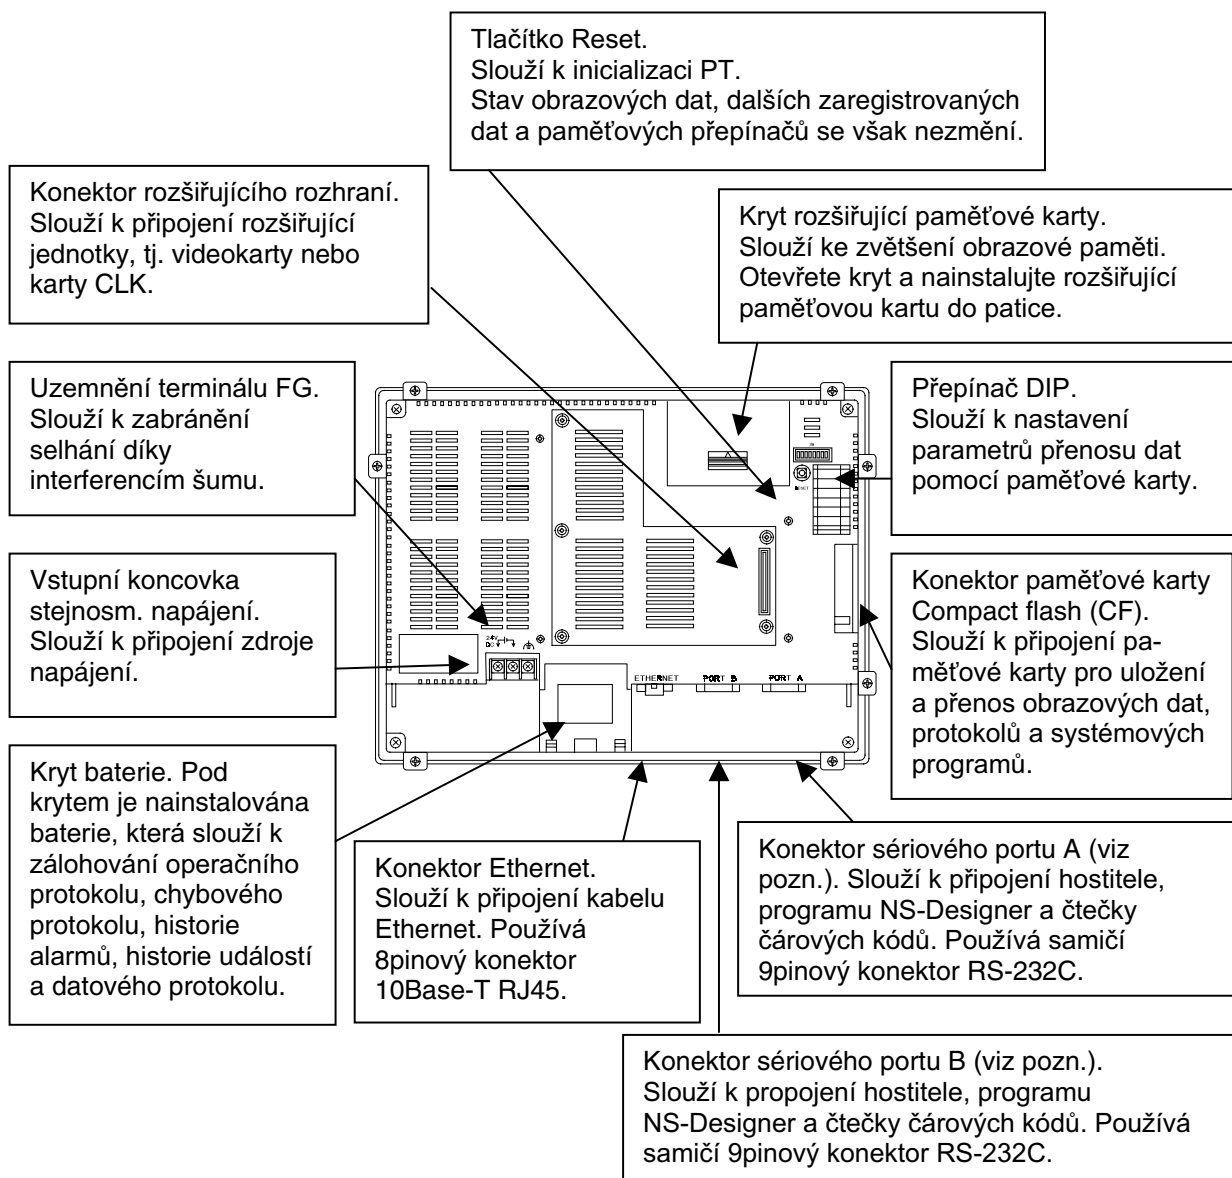 Tlačítko Reset.
Slouží k inicializaci PT.
Stav obrazových dat, dalších zaregistrovaných
dat a paměťových přepínačů se však nezmění.
Konektor rozšiřujícího rozhraní.
Slouží k připojení rozšiřující
jednotky, tj. videokarty nebo
karty CLK.
Kryt rozšiřující paměťové karty.
Slouží ke zvětšení obrazové paměti.
Otevřete kryt a nainstalujte rozšiřující
paměťovou kartu do patice.
Uzemnění terminálu FG.
Slouží k zabránění
selhání díky
interferencím šumu.
Přepínač DIP.
Slouží k nastavení
parametrů přenosu dat
pomocí paměťové karty.
RESET
Vstupní koncovka
stejnosm. napájení.
Slouží k připojení zdroje
napájení.
Konektor paměťové karty
Compact flash (CF).
Slouží k připojení pa-
měťové karty pro uložení
a přenos obrazových dat,
protokolů a systémových
programů.
24V
DC
ETHERNET PORT B PORT A
Kryt baterie. Pod
krytem je nainstalována
baterie, která slouží k
zálohování operačního
protokolu, chybového
protokolu, historie
alarmů, historie událostí
a datového protokolu.
Konektor Ethernet.
Slouží k připojení kabelu
Ethernet. Používá
8pinový konektor
10Base-T RJ45.
Konektor sériového portu A (viz
pozn.). Slouží k připojení hostitele,
programu NS-Designer a čtečky
čárových kódů. Používá samičí
9pinový konektor RS-232C.
Konektor sériového portu B (viz pozn.).
Slouží k propojení hostitele, programu
NS-Designer a čtečky čárových kódů. Používá
samičí 9pinový konektor RS-232C.